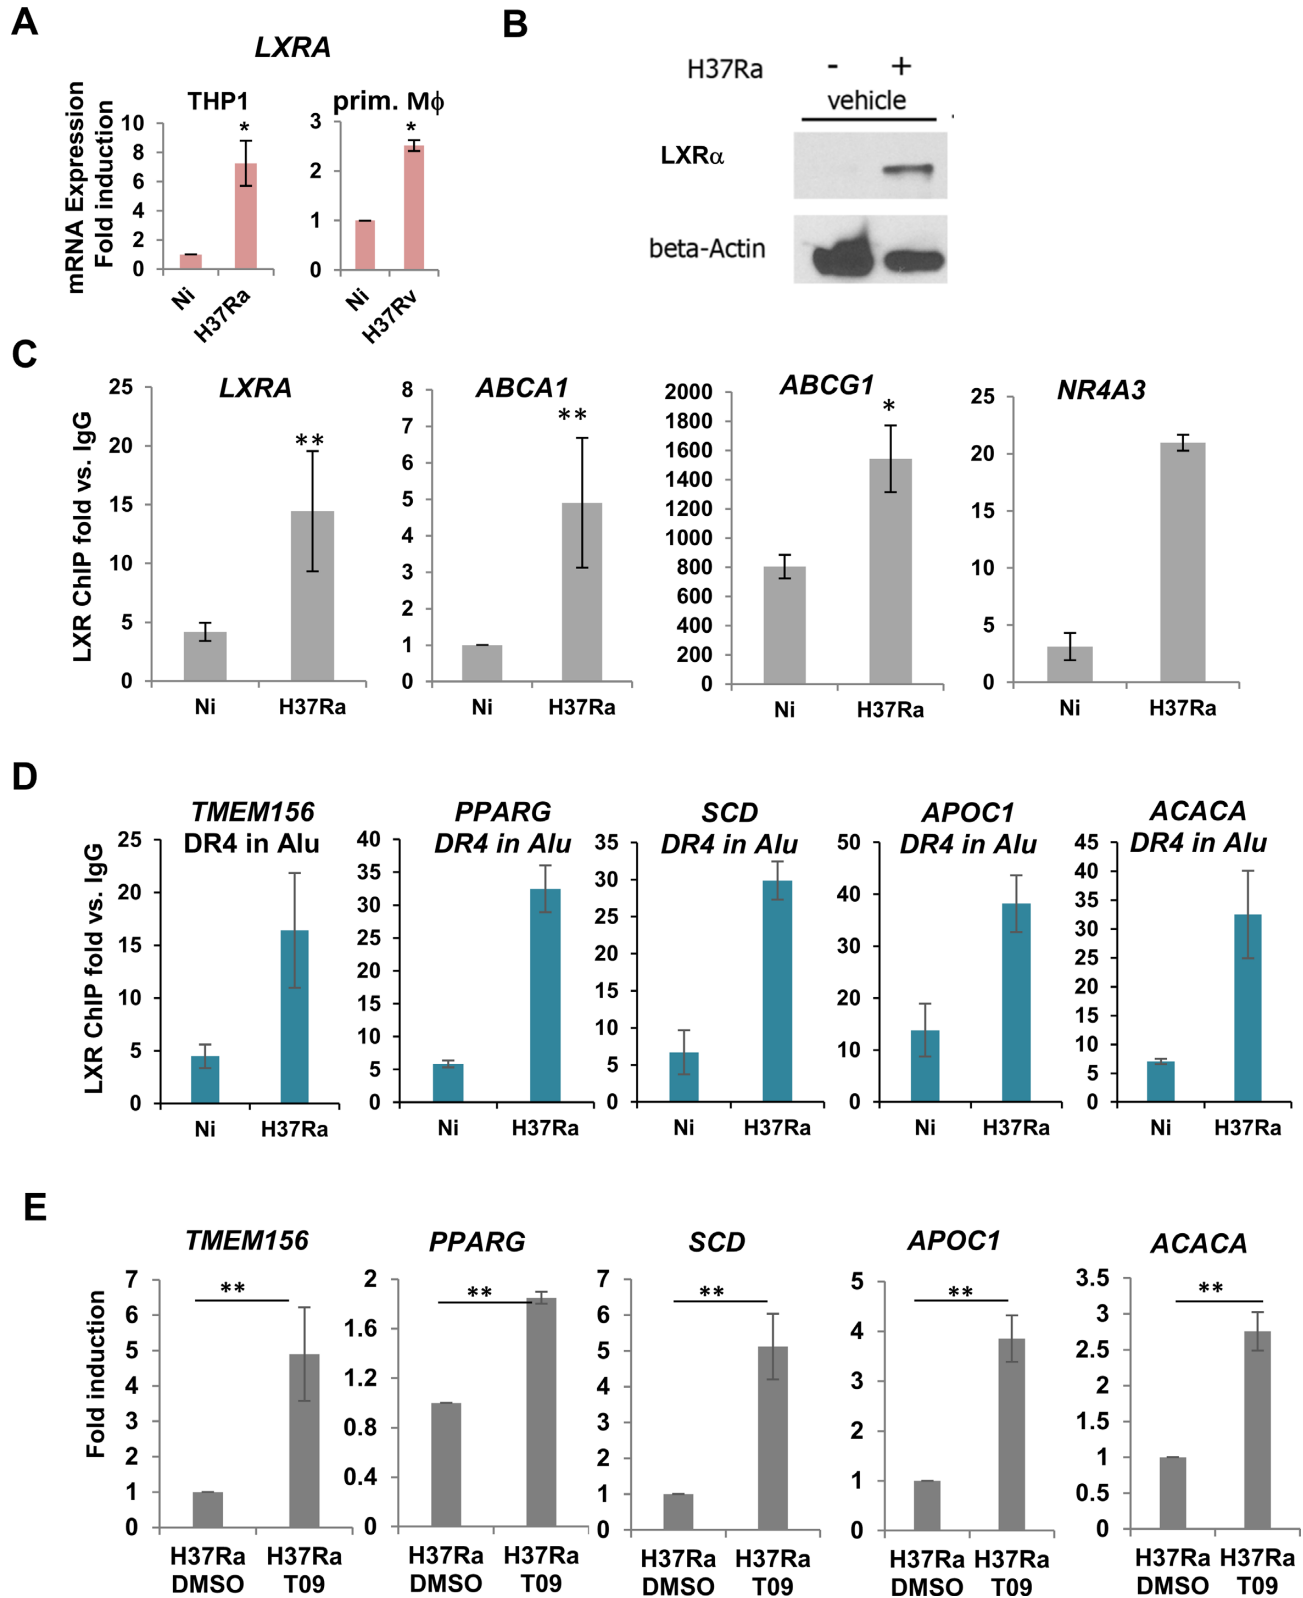 A
LXRA
THP1
prim. Mϕ
mRNA Expression
Fold induction
10
8
6
4
2
0
*
Ni
H37Ra
3
2
1
0
*
Ni
H37Rv
B
H37Ra - +
vehicle
LXRα
beta-Actin
C
LXR ChIP fold vs. IgG
LXRA
25
20
15
10
5
0
**
Ni H37Ra
ABCA1
8
7
6
5
4
3
2
1
0
**
Ni H37Ra
ABCG1
2000
1800
1600
1400
1200
1000
800
600
400
200
0
*
Ni H37Ra
NR4A3
25
20
15
10
5
0
Ni H37Ra
D
LXR ChIP fold vs. IgG
TMEM156
DR4 in Alu
25
20
15
10
5
0
Ni H37Ra
PPARG
DR4 in Alu
40
35
30
25
20
15
10
5
0
Ni H37Ra
SCD
DR4 in Alu
35
30
25
20
15
10
5
0
Ni H37Ra
APOC1
DR4 in Alu
50
40
30
20
10
0
Ni H37Ra
ACACA
DR4 in Alu
45
40
35
30
25
20
15
10
5
0
Ni H37Ra
E
Fold induction
TMEM156
7
6
5
4
3
2
1
0
**
H37Ra H37Ra
DMSO T09
PPARG
2
1.6
1.2
0.8
0.4
0
**
H37Ra H37Ra
DMSO T09
SCD
7
6
5
4
3
2
1
0
**
H37Ra H37Ra
DMSO T09
APOC1
5
4
3
2
1
0
**
H37Ra H37Ra
DMSO T09
ACACA
3.5
3
2.5
2
1.5
1
0.5
0
**
H37Ra H37Ra
DMSO T09